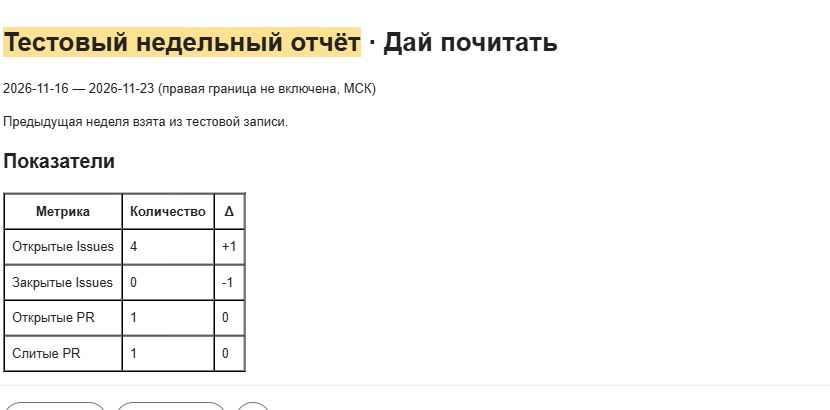 Тестовый недельный отчёт · Дай почитать
2026-11-16 — 2026-11-23 (правая граница не включена, МСК)
Предыдущая неделя взята из тестовой записи.
Показатели
Метрика Количество Δ
Открытые Issues 4 +1
Закрытые Issues 0 -1
Открытые PR 1 0
Слитые PR 1 0